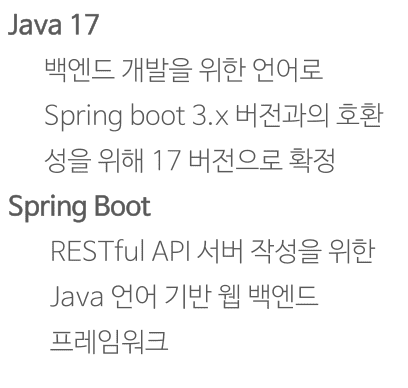 Java 17
백엔드 개발을 위한 언어로
Spring boot 3.x 버전과의 호환
성을 위해 17 버전으로 확정
Spring Boot
RESTful API 서버 작성을 위한
Java 언어 기반 웹 백엔드
프레임워크